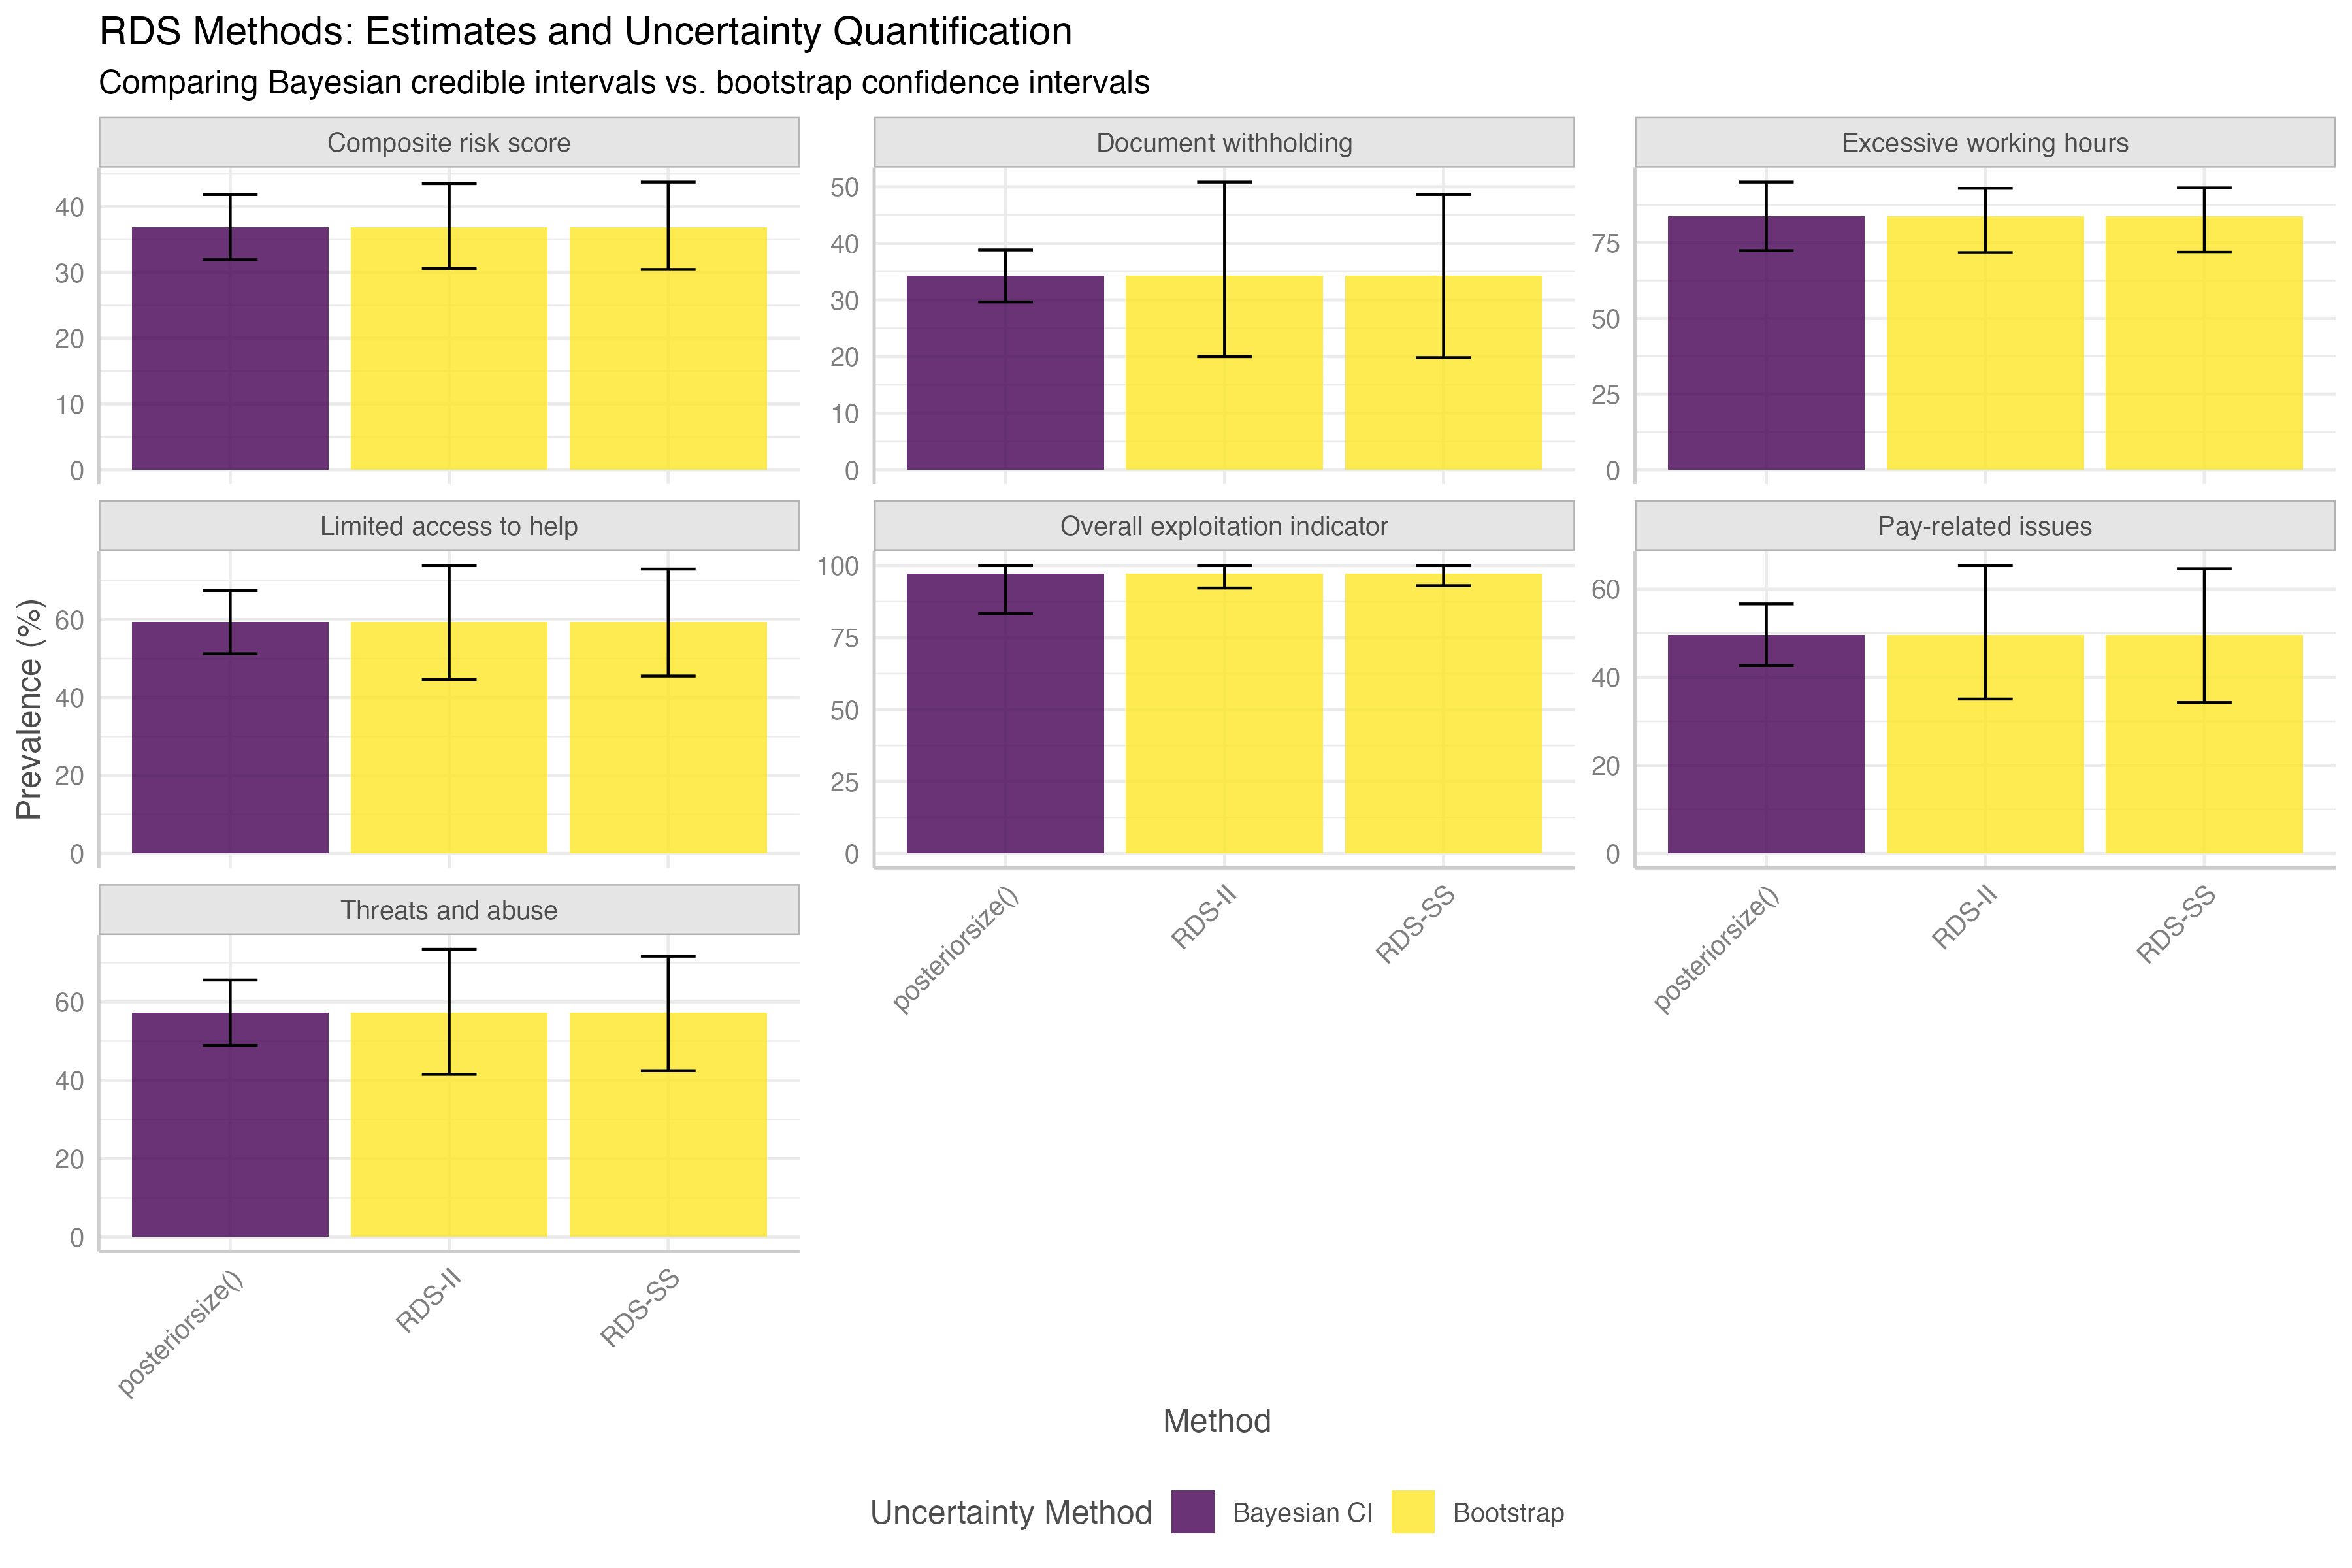 RDS Methods: Estimates and Uncertainty Quantification
Comparing Bayesian credible intervals vs. bootstrap confidence intervals
Prevalence (%)
Composite risk score
40
30
20
10
0
Document withholding
50
40
30
20
10
0
Excessive working hours
75
50
25
0
Limited access to help
60
40
20
0
Overall exploitation indicator
100
75
50
25
0
posteriorsize()
RDS-II
RDS-SS
Pay-related issues
60
40
20
0
posteriorsize()
RDS-II
RDS-SS
Threats and abuse
60
40
20
0
posteriorsize()
RDS-II
RDS-SS
Method
Uncertainty Method Bayesian CI Bootstrap